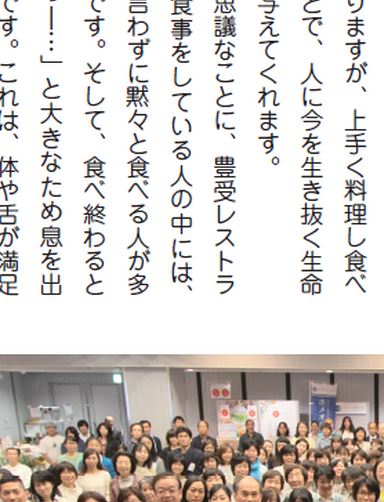 りますが、上手く料理し食べ
とで、人に今を生き抜く生命
与えてくれます。
思議なことに、豊受レストラ
食事をしている人の中には、
言わずに黙々と食べる人が多
です。そして、食べ終わると
ー…」と大きなため息を出
です。これは、体や舌が満足
ホメオ